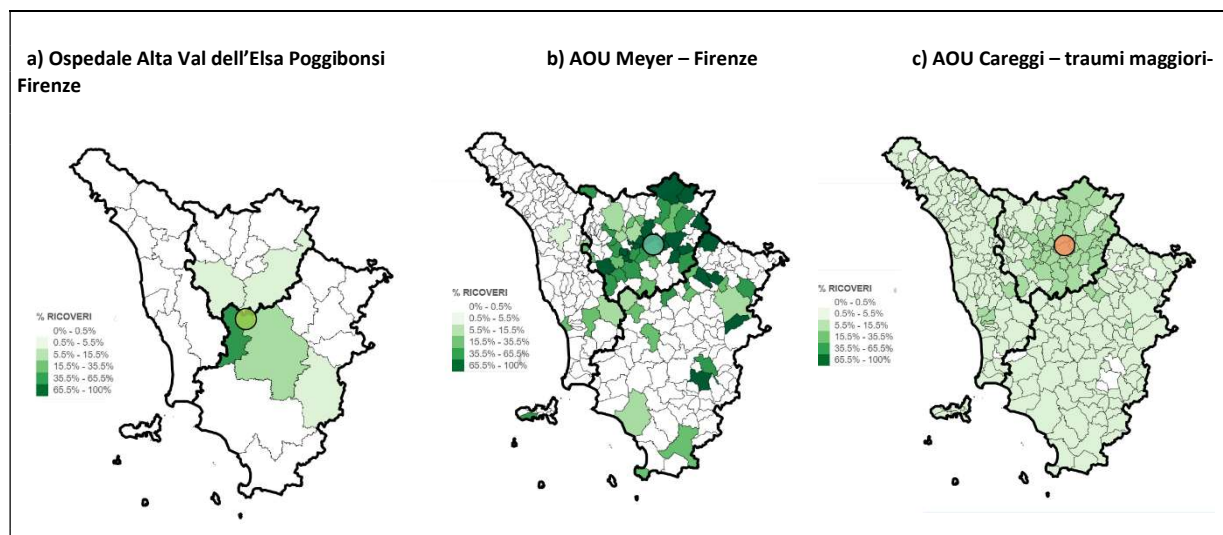 a) Ospedale Alta Val dell’Elsa Poggibonsi
b) AOU Meyer – Firenze
c) AOU Careggi – traumi maggiori-
Firenze
% RICOVERI
0% - 0.5%
0.5% - 5.5%
5.5% - 15.5%
15.5% - 35.5%
35.5% - 65.5%
65.5% - 100%
% RICOVERI
0% - 0.5%
0.5% - 5.5%
5.5% - 15.5%
15.5% - 35.5%
35.5% - 65.5%
65.5% - 100%
% RICOVERI
0% - 0.5%
0.5% - 5.5%
5.5% - 15.5%
15.5% - 35.5%
35.5% - 65.5%
65.5% - 100%